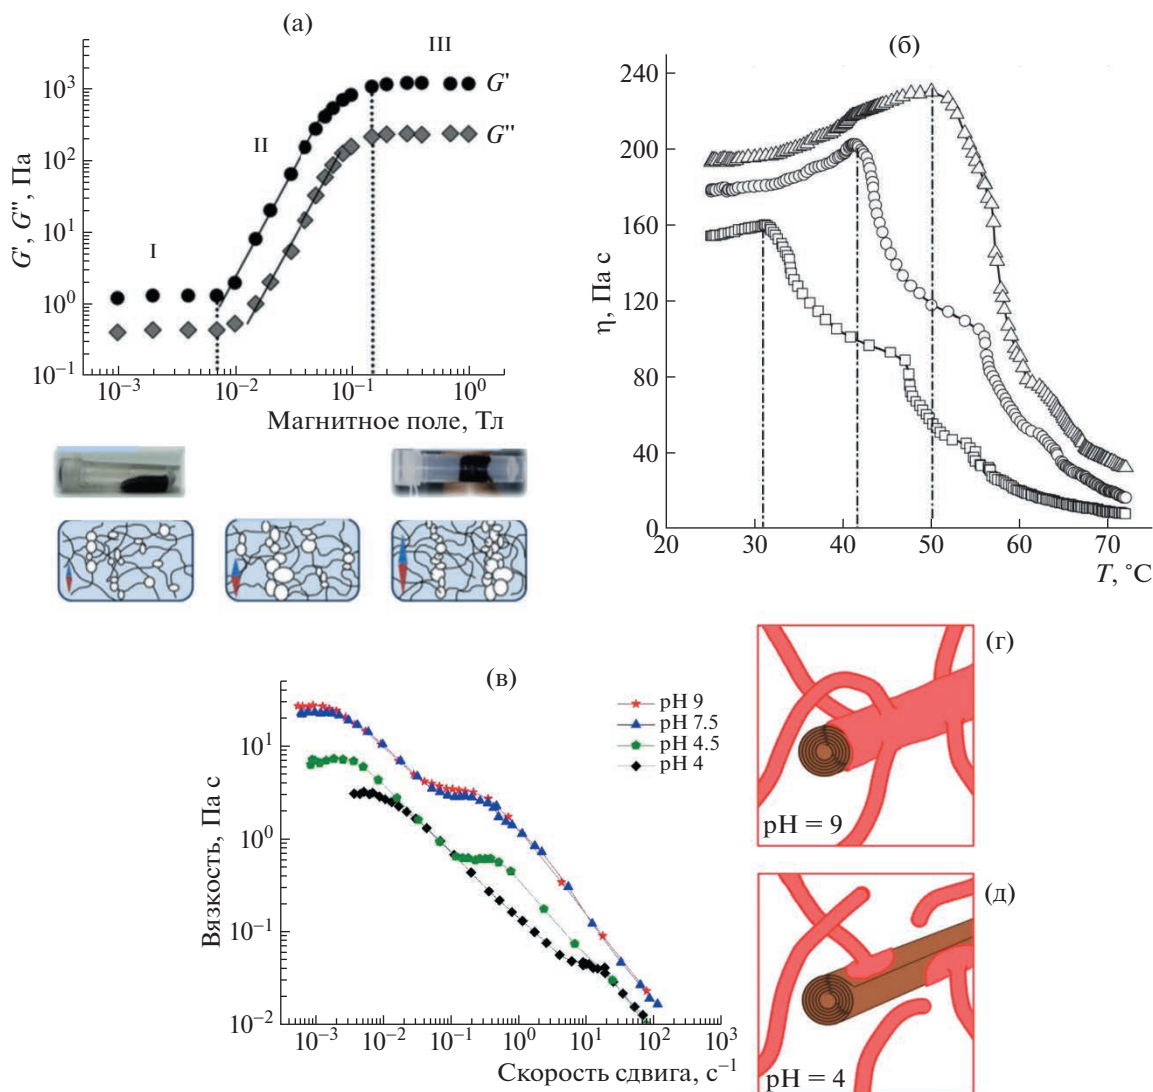 (а)
III
G'
G''
II
I
10³
10²
10¹
10⁰
10⁻¹
G', G'', Па
10⁻³
10⁻²
10⁻¹
10⁰
Магнитное поле, Тл
(б)
240
200
160
120
80
40
0
η, Па с
20
30
40
50
60
70
T, °C
(в)
pH 9
pH 7.5
pH 4.5
pH 4
10¹
10⁰
10⁻¹
10⁻²
Вязкость, Па с
10⁻³
10⁻²
10⁻¹
10⁰
10¹
10²
10³
Скорость сдвига, с⁻¹
(г)
pH = 9
(д)
pH = 4